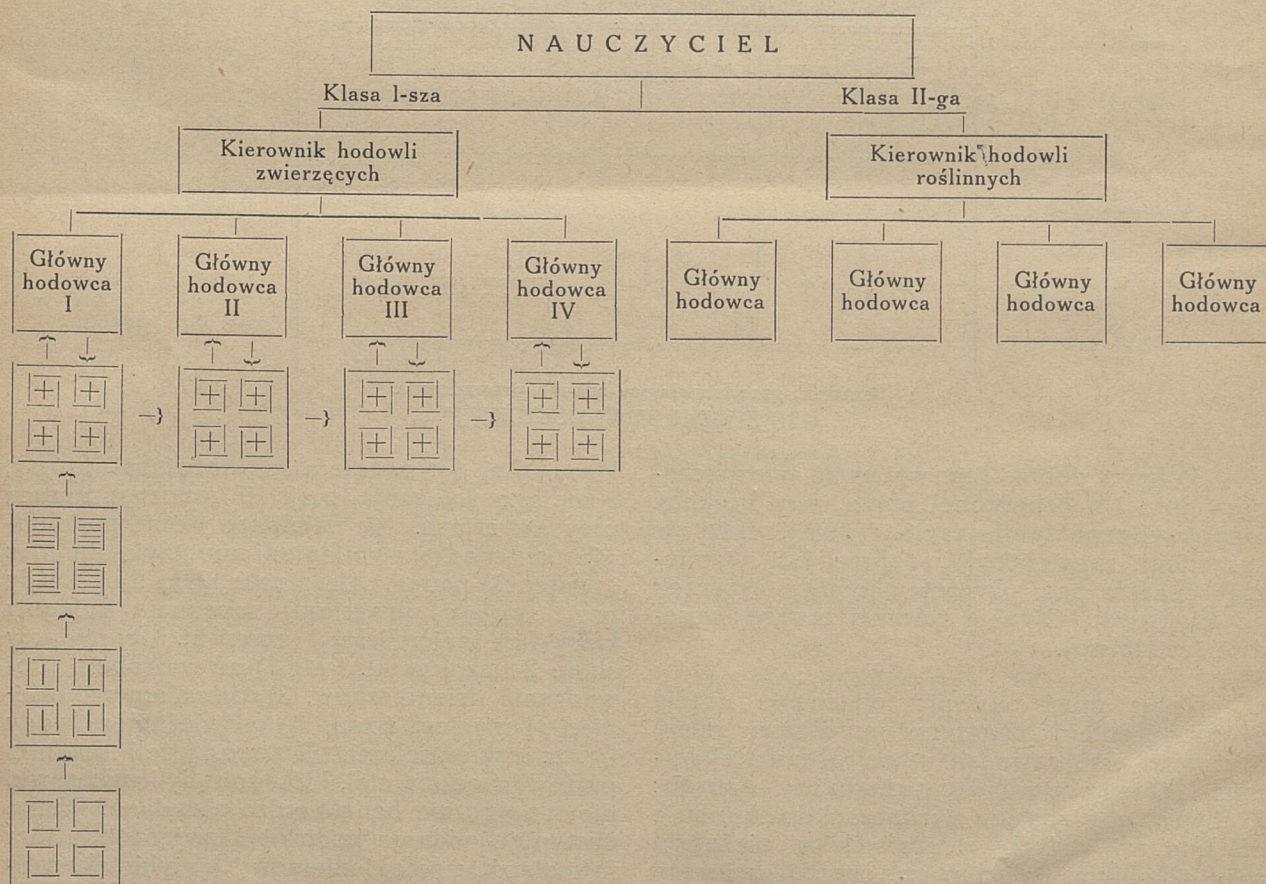 NAUCZYCIEL
Klasa I-sza
Klasa II-ga
Kierownik hodowli
zwierzęcych
Kierownik hodowli
roślinnych
Główny
hodowca
I
Główny
hodowca
II
Główny
hodowca
III
Główny
hodowca
IV
Główny
hodowca
Główny
hodowca
Główny
hodowca
Główny
hodowca